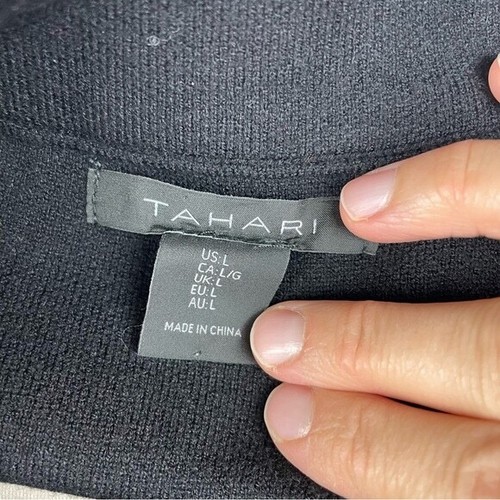 TAHARI
US: L
CA: L/G
UK: L
EU: L
AU: L
MADE IN CHINA